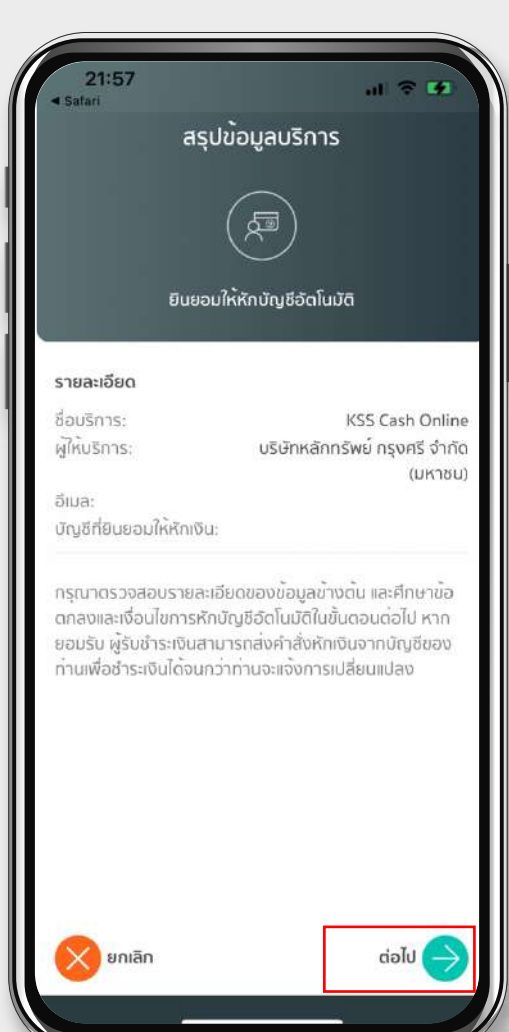 21:57
◀ Safari
สรุปข้อมูลบริการ
ยินยอมให้หักบัญชีอัตโนมัติ
รายละเอียด
ชื่อบริการ: KSS Cash Online
ผู้ให้บริการ: บริษัทหลักทรัพย์ กรุงศรี จำกัด
(มหาชน)
อีเมล:
บัญชีที่ยินยอมให้หักเงิน:
กรุณาตรวจสอบรายละเอียดของข้อมูลข้างต้น และศึกษาข้อ
ตกลงและเงื่อนไขการหักบัญชีอัตโนมัติในขั้นตอนต่อไป หาก
ยอมรับ ผู้รับชำระเงินสามารถส่งคำสั่งหักเงินจากบัญชีของ
ท่านเพื่อชำระเงินได้จนกว่าท่านจะแจ้งการเปลี่ยนแปลง
ยกเลิก ต่อไป